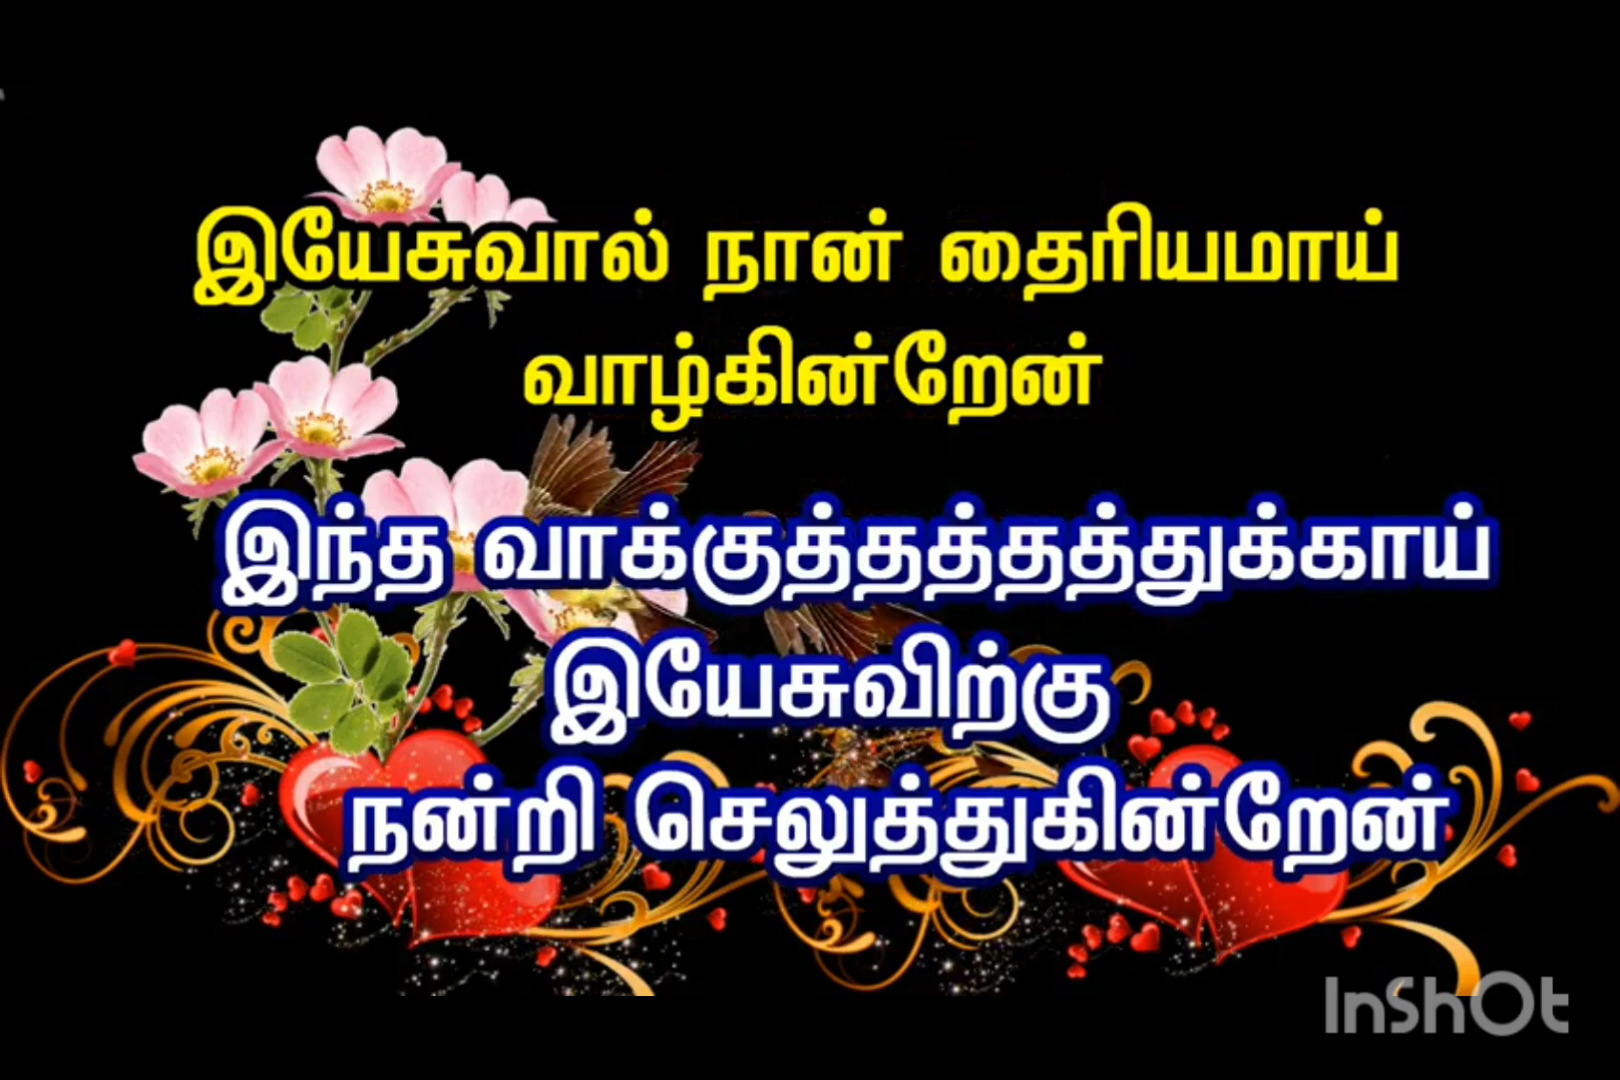 இயேசுவால் நான் தைரியமாய்
வாழ்கின்றேன்
இந்த வாக்குத்தத்தத்துக்காய்
இயேசுவிற்கு
நன்றி செலுத்துகின்றேன்
InShOt